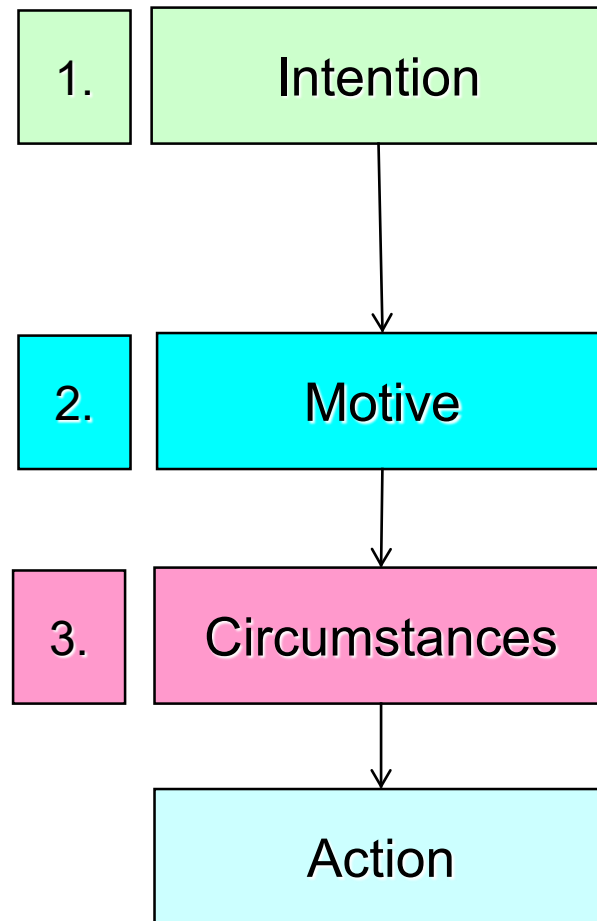 1. Intention
2. Motive
3. Circumstances
Action